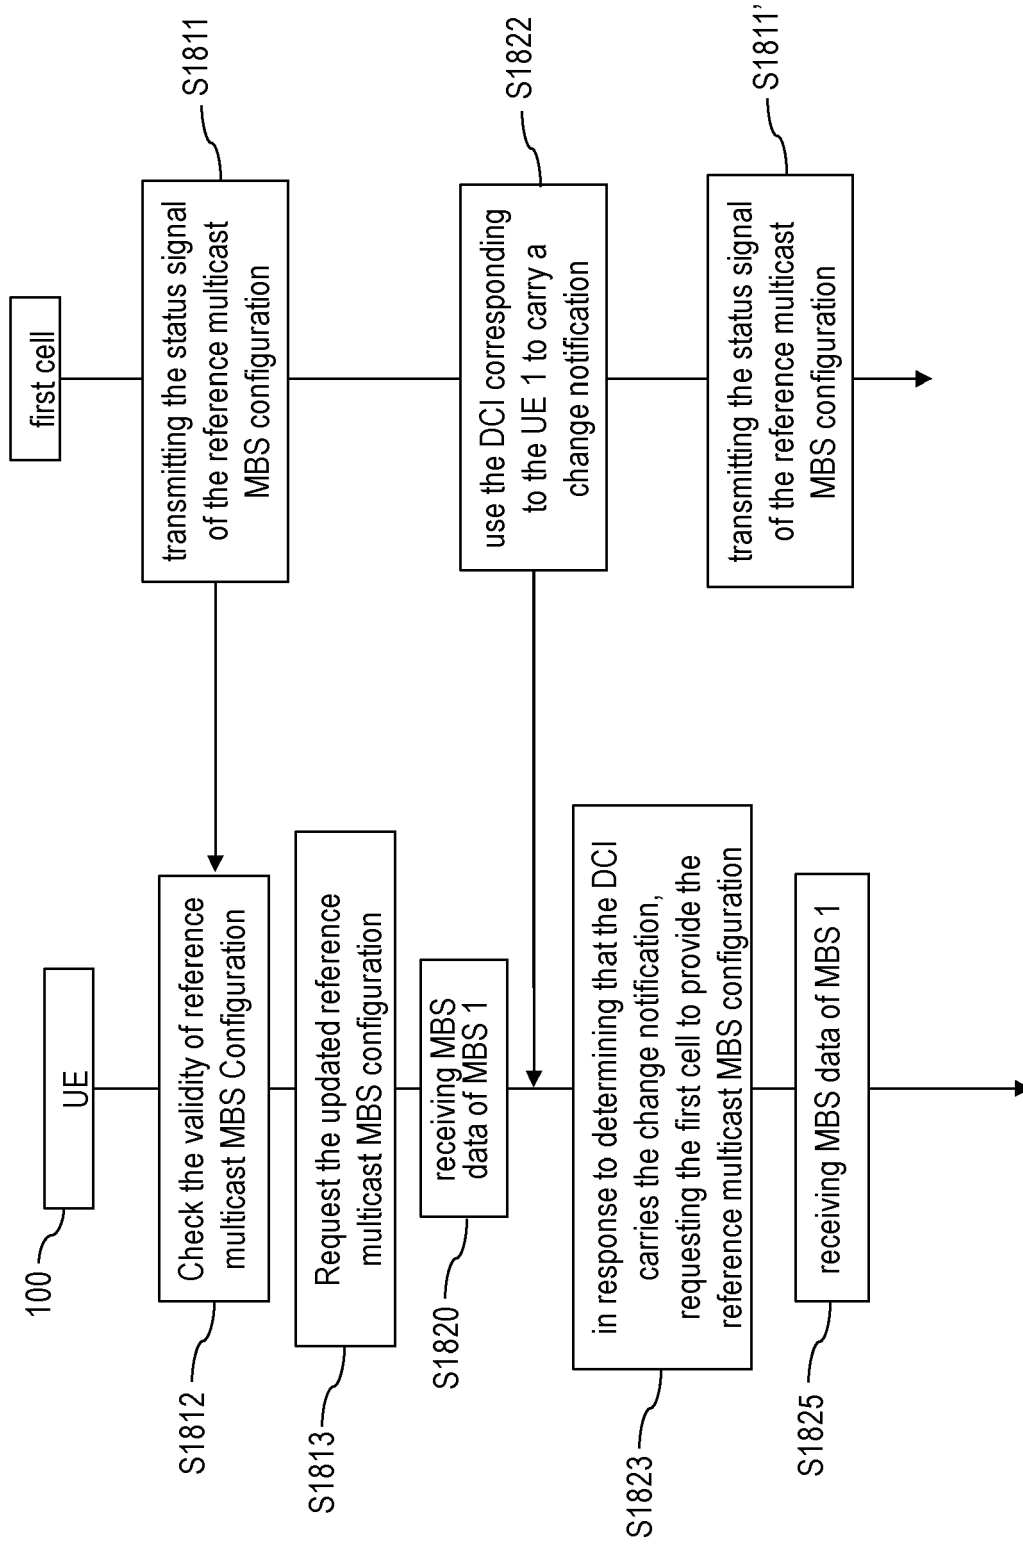 first cell
transmitting the status signal
of the reference multicast
MBS configuration
S1811
use the DCI corresponding
to the UE 1 to carry a
change notification
S1822
transmitting the status signal
of the reference multicast
MBS configuration
S1811'
100
UE
Check the validity of reference
multicast MBS Configuration
S1812
Request the updated reference
multicast MBS configuration
S1813
receiving MBS
data of MBS 1
S1820
in response to determining that the DCI
carries the change notification,
requesting the first cell to provide the
reference multicast MBS configuration
S1823
receiving MBS data of MBS 1
S1825